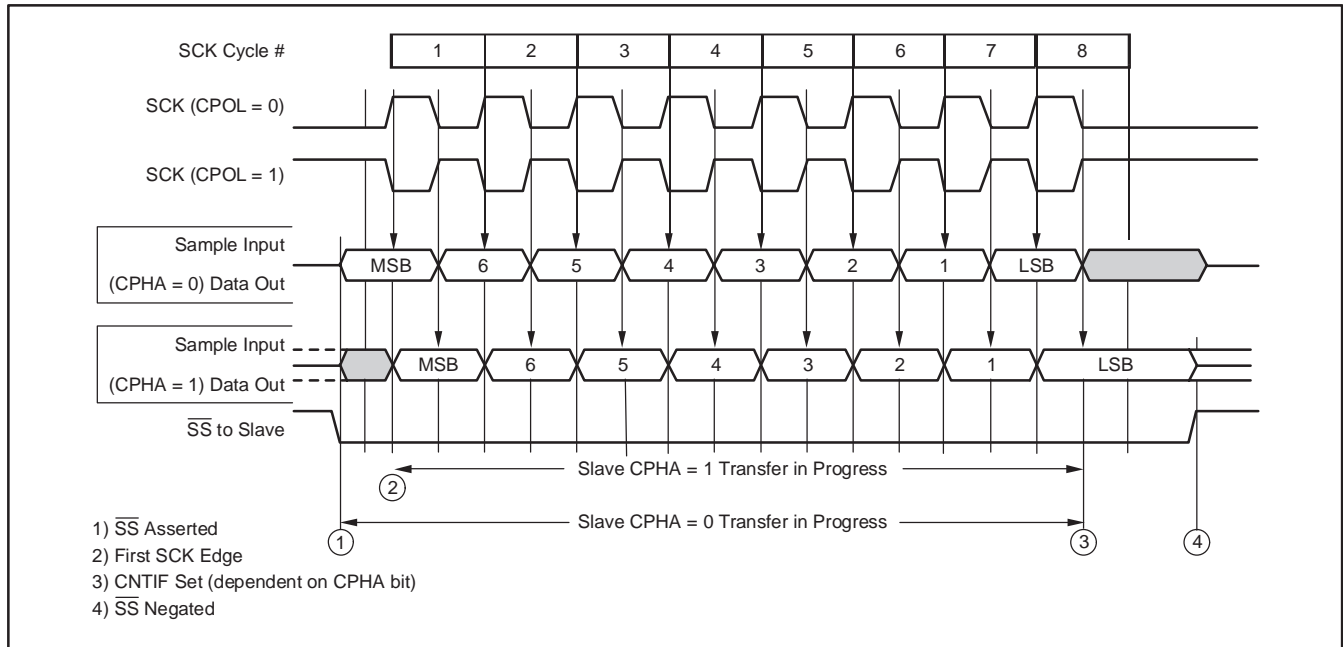 SCK Cycle # 1 2 3 4 5 6 7 8
SCK (CPOL = 0)
SCK (CPOL = 1)
Sample Input
MSB 6 5 4 3 2 1 LSB
(CPHA = 0) Data Out
Sample Input
MSB 6 5 4 3 2 1 LSB
(CPHA = 1) Data Out
SS to Slave
Slave CPHA = 1 Transfer in Progress
2
Slave CPHA = 0 Transfer in Progress
1 3 4
1) SS Asserted
2) First SCK Edge
3) CNTIF Set (dependent on CPHA bit)
4) SS Negated